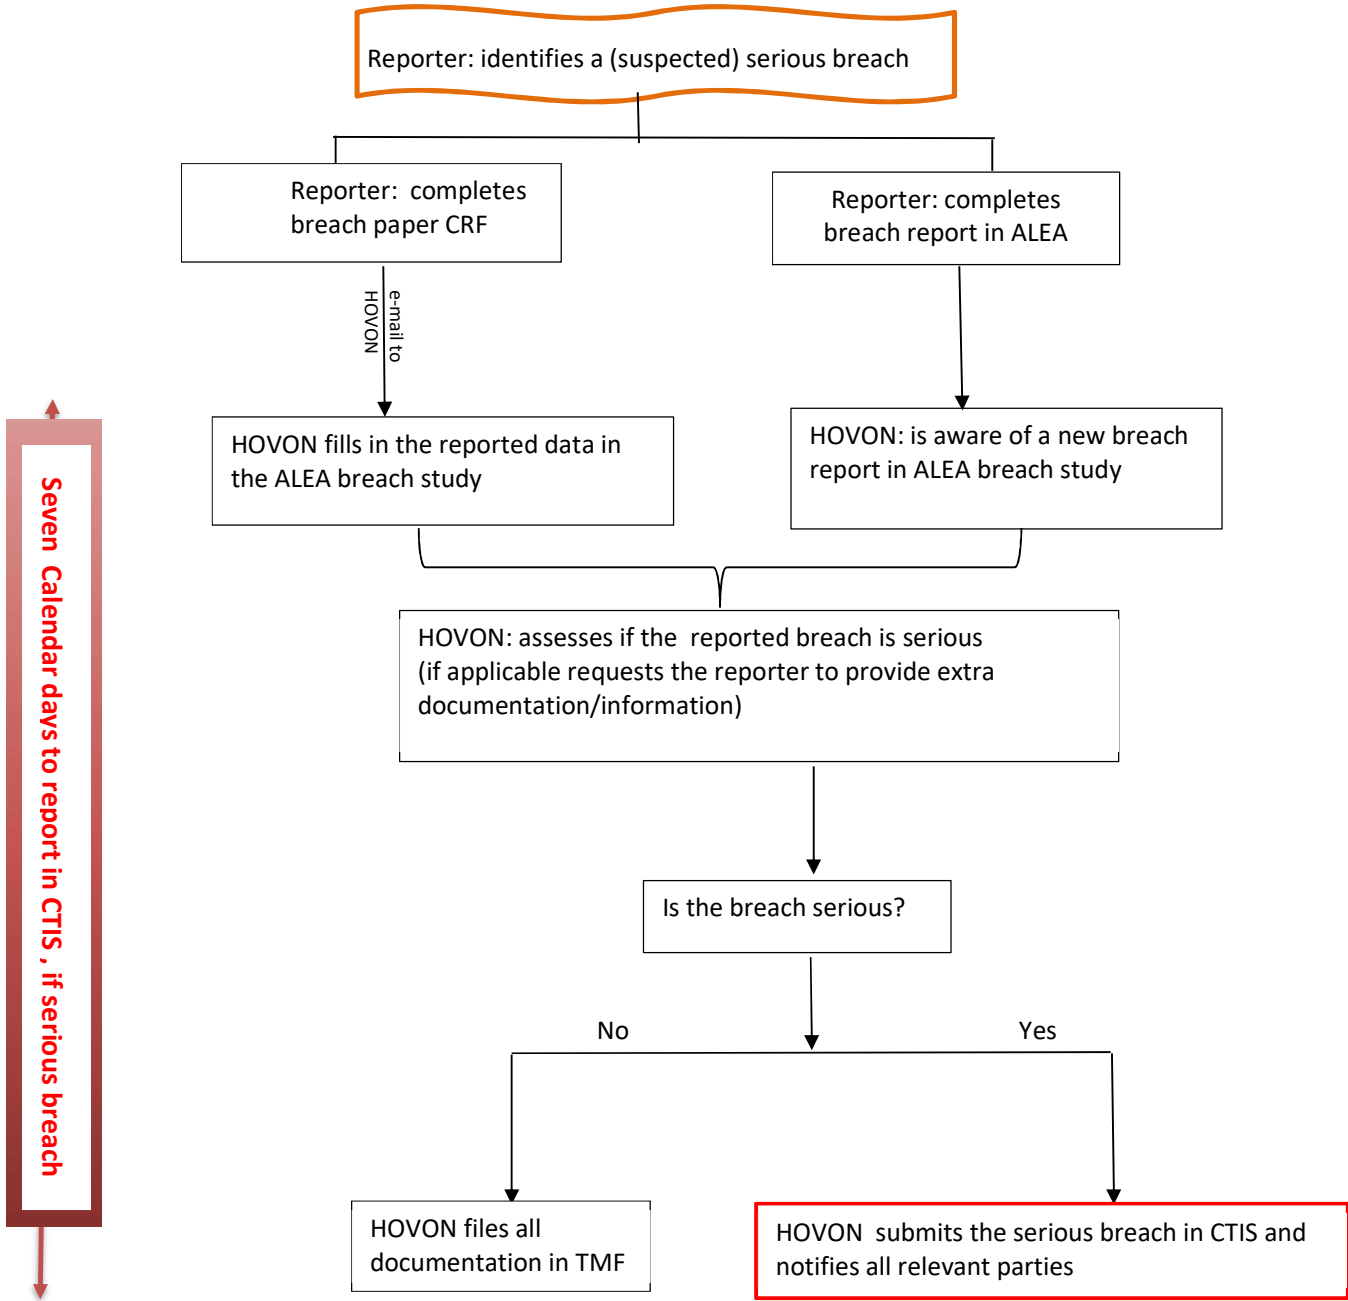 Reporter: identifies a (suspected) serious breach
Reporter: completes
breach paper CRF
Reporter: completes
breach report in ALEA
e-mail to
HOVON
HOVON fills in the reported data in
the ALEA breach study
HOVON: is aware of a new breach
report in ALEA breach study
Seven Calendar days to report in CTIS , if serious breach
HOVON: assesses if the reported breach is serious
(if applicable requests the reporter to provide extra
documentation/information)
Is the breach serious?
No
Yes
HOVON files all
documentation in TMF
HOVON submits the serious breach in CTIS and
notifies all relevant parties